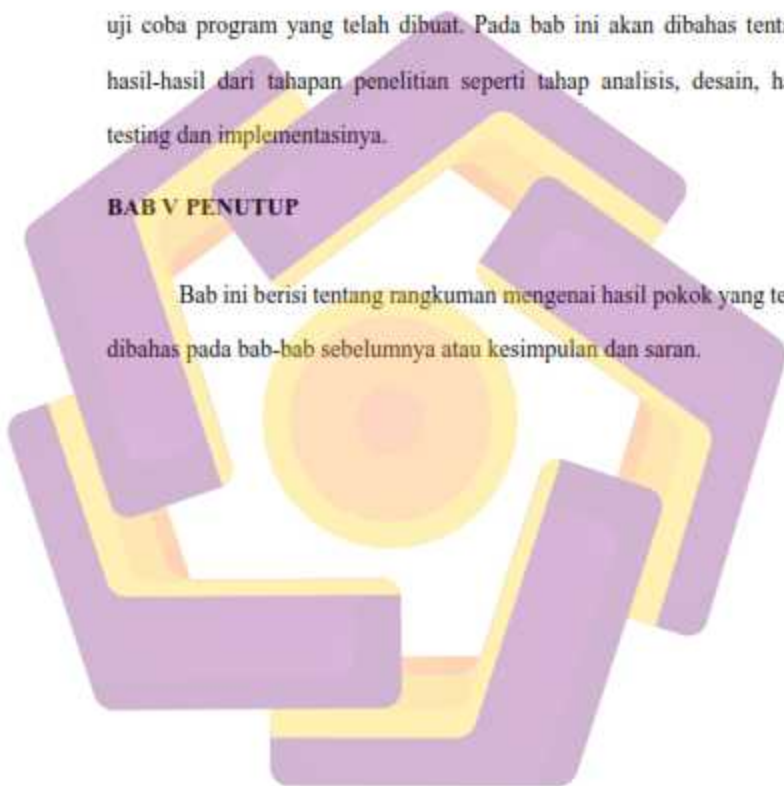 uji coba program yang telah dibuat. Pada bab ini akan dibahas tent
hasil-hasil dari tahapan penelitian seperti tahap analisis, desain, h
testing dan implementasinya.
BAB V PENUTUP
Bab ini berisi tentang rangkuman mengenai hasil pokok yang te
dibahas pada bab-bab sebelumnya atau kesimpulan dan saran.